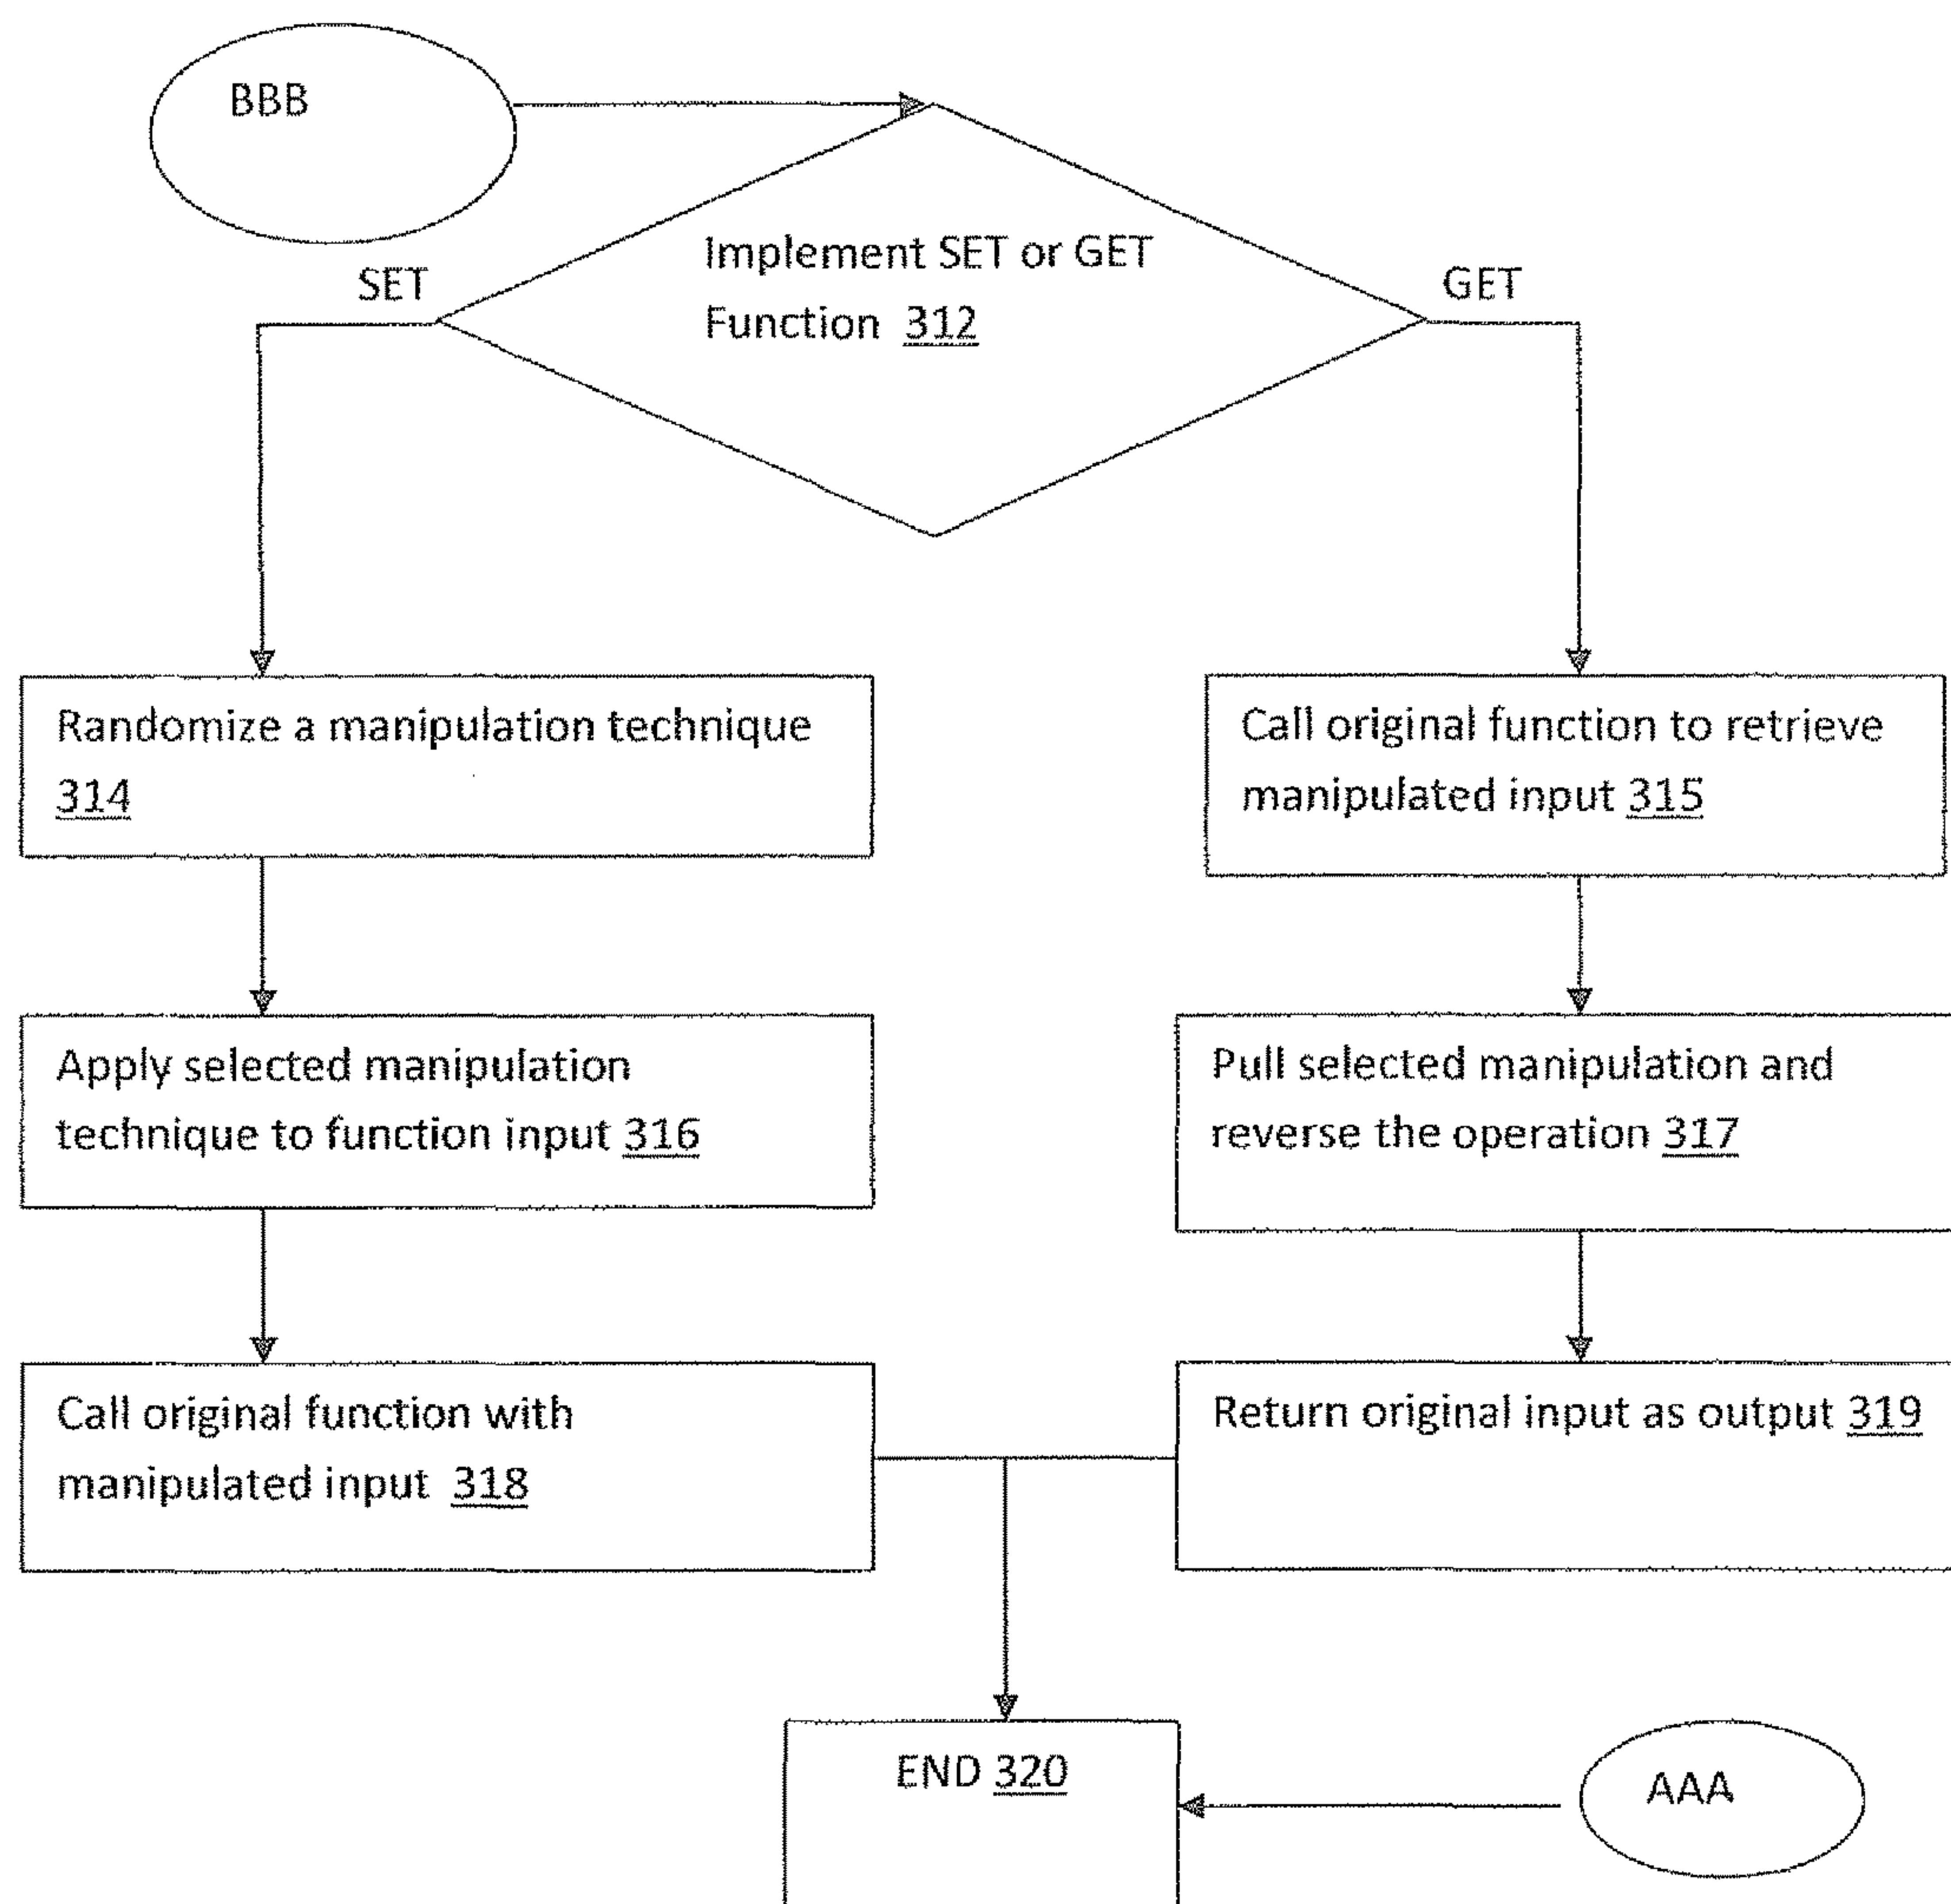 BBB
Implement SET or GET
Function 312
SET
GET
Randomize a manipulation technique
314
Call original function to retrieve
manipulated input 315
Apply selected manipulation
technique to function input 316
Pull selected manipulation and
reverse the operation 317
Call original function with
manipulated input 318
Return original input as output 319
END 320
AAA